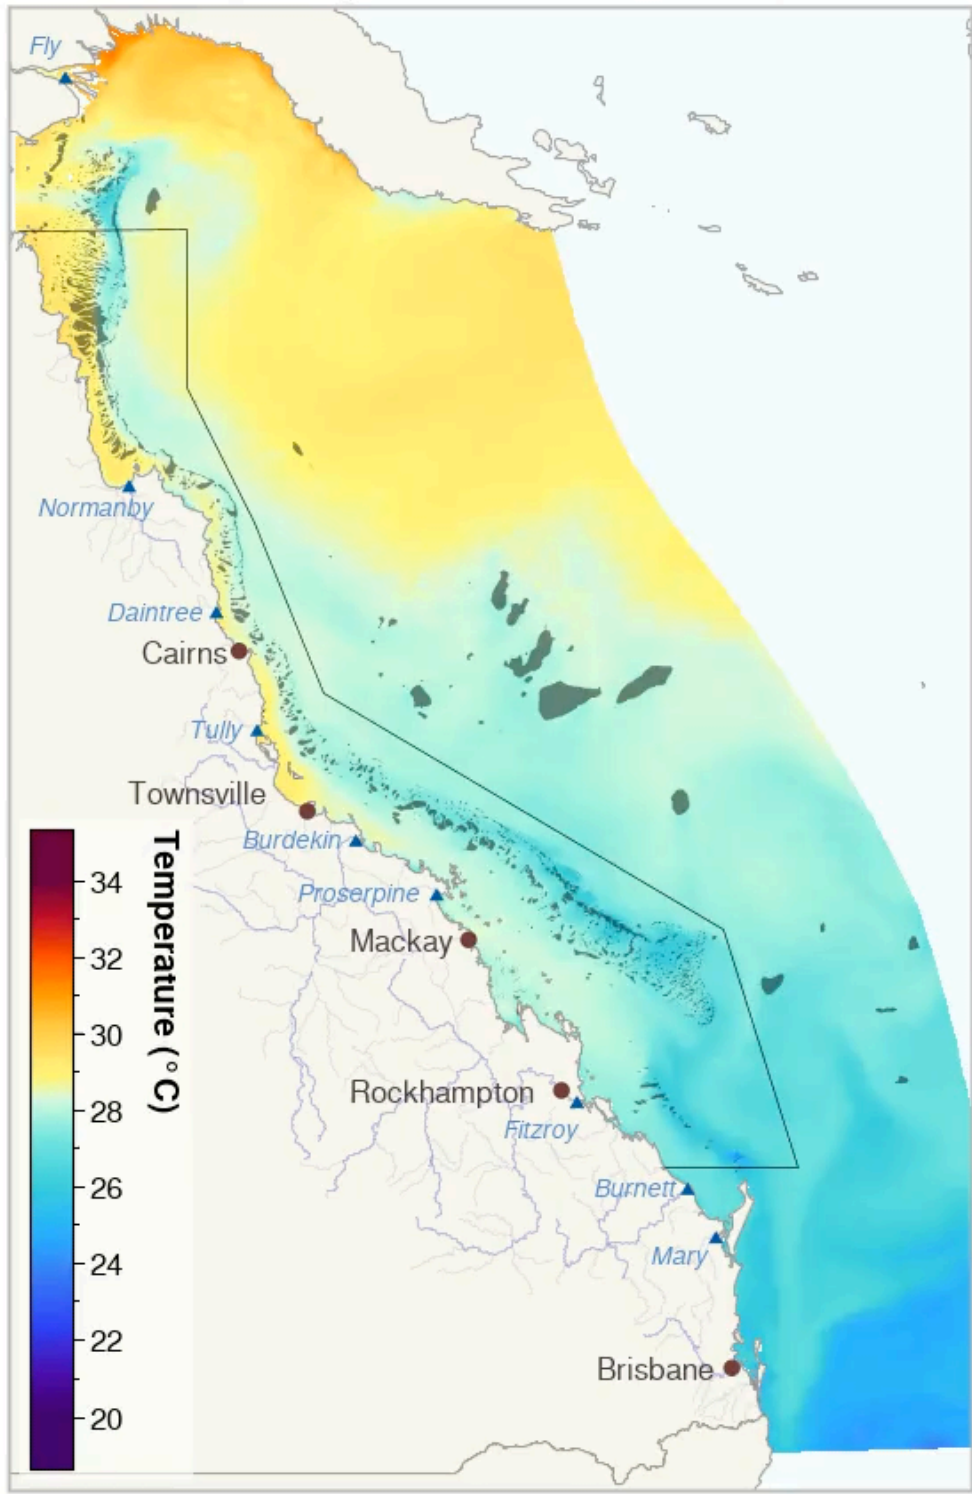 Fly
Normanby
Daintree
Cairns
Tully
Townsville
Burdekin
Proserpine
Mackay
Rockhampton
Fitzroy
Burnett
Mary
Brisbane
Temperature (°C)
34
32
30
28
26
24
22
20